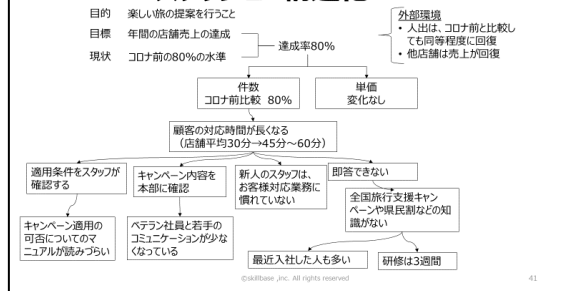 目的 楽しい旅の提案を行うこと
目標 年間の店舗売上の達成
現状 コロナ前の80%の水準
達成率80%
外部環境
• 人出は、コロナ前と比較し
ても同等程度に回復
• 他店舗は売上が回復
件数
コロナ前比較 80%
単価
変化なし
顧客の対応時間が長くなる
（店舗平均30分→45分～60分）
適用条件をスタッフが
確認する
キャンペーン内容を
本部に確認
新人のスタッフは、
お客様対応業務に
慣れていない
即答できない
キャンペーン適用の
可否についてのマ
ニュアルが読みづらい
ベテラン社員と若手の
コミュニケーションが少な
くなっている
全国旅行支援キャン
ペーンや県民割などの知
識がない
最近入社した人も多い
研修は3週間
©skillbase ,inc. All rights reserved
41